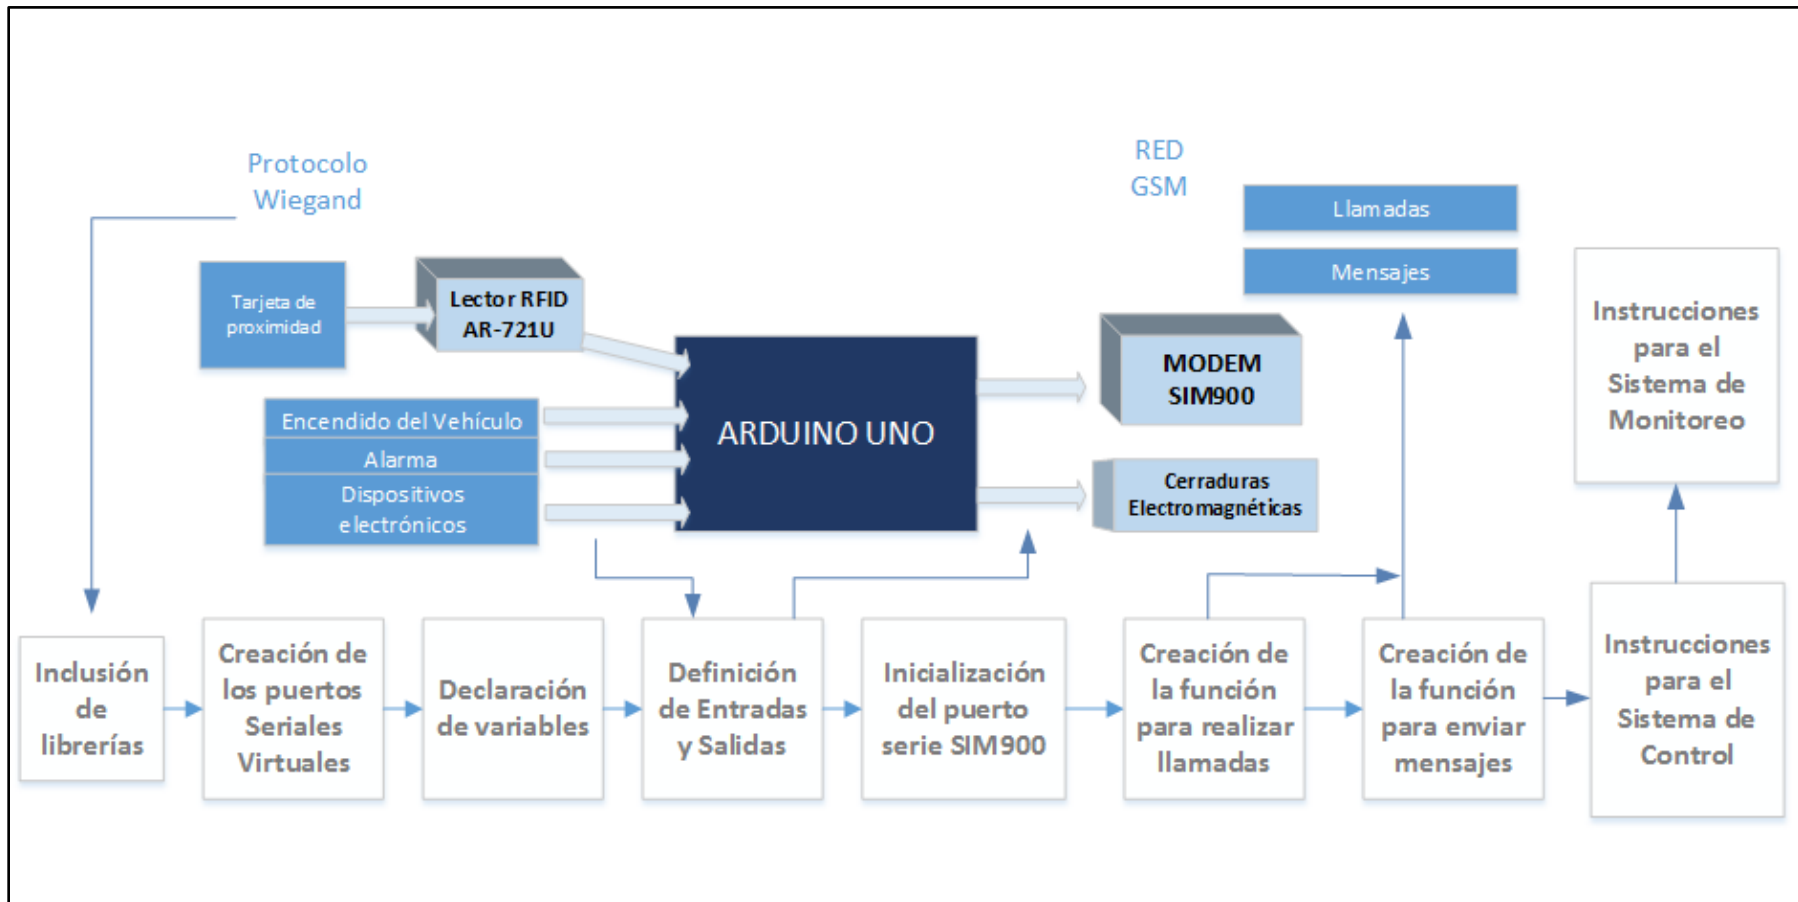 Protocolo
Wiegand
RED
GSM
Llamadas
Mensajes
Tarjeta de
proximidad
Lector RFID
AR-721U
Encendido del Vehículo
Alarma
Dispositivos
electrónicos
ARDUINO UNO
MODEM
SIM900
Cerraduras
Electromagnéticas
Instrucciones
para el
Sistema de
Monitoreo
Inclusión
de
librerías
Creación de
los puertos
Seriales
Virtuales
Declaración
de variables
Definición
de Entradas
y Salidas
Inicialización
del puerto
serie SIM900
Creación de
la función
para realizar
llamadas
Creación de
la función
para enviar
mensajes
Instrucciones
para el
Sistema de
Control